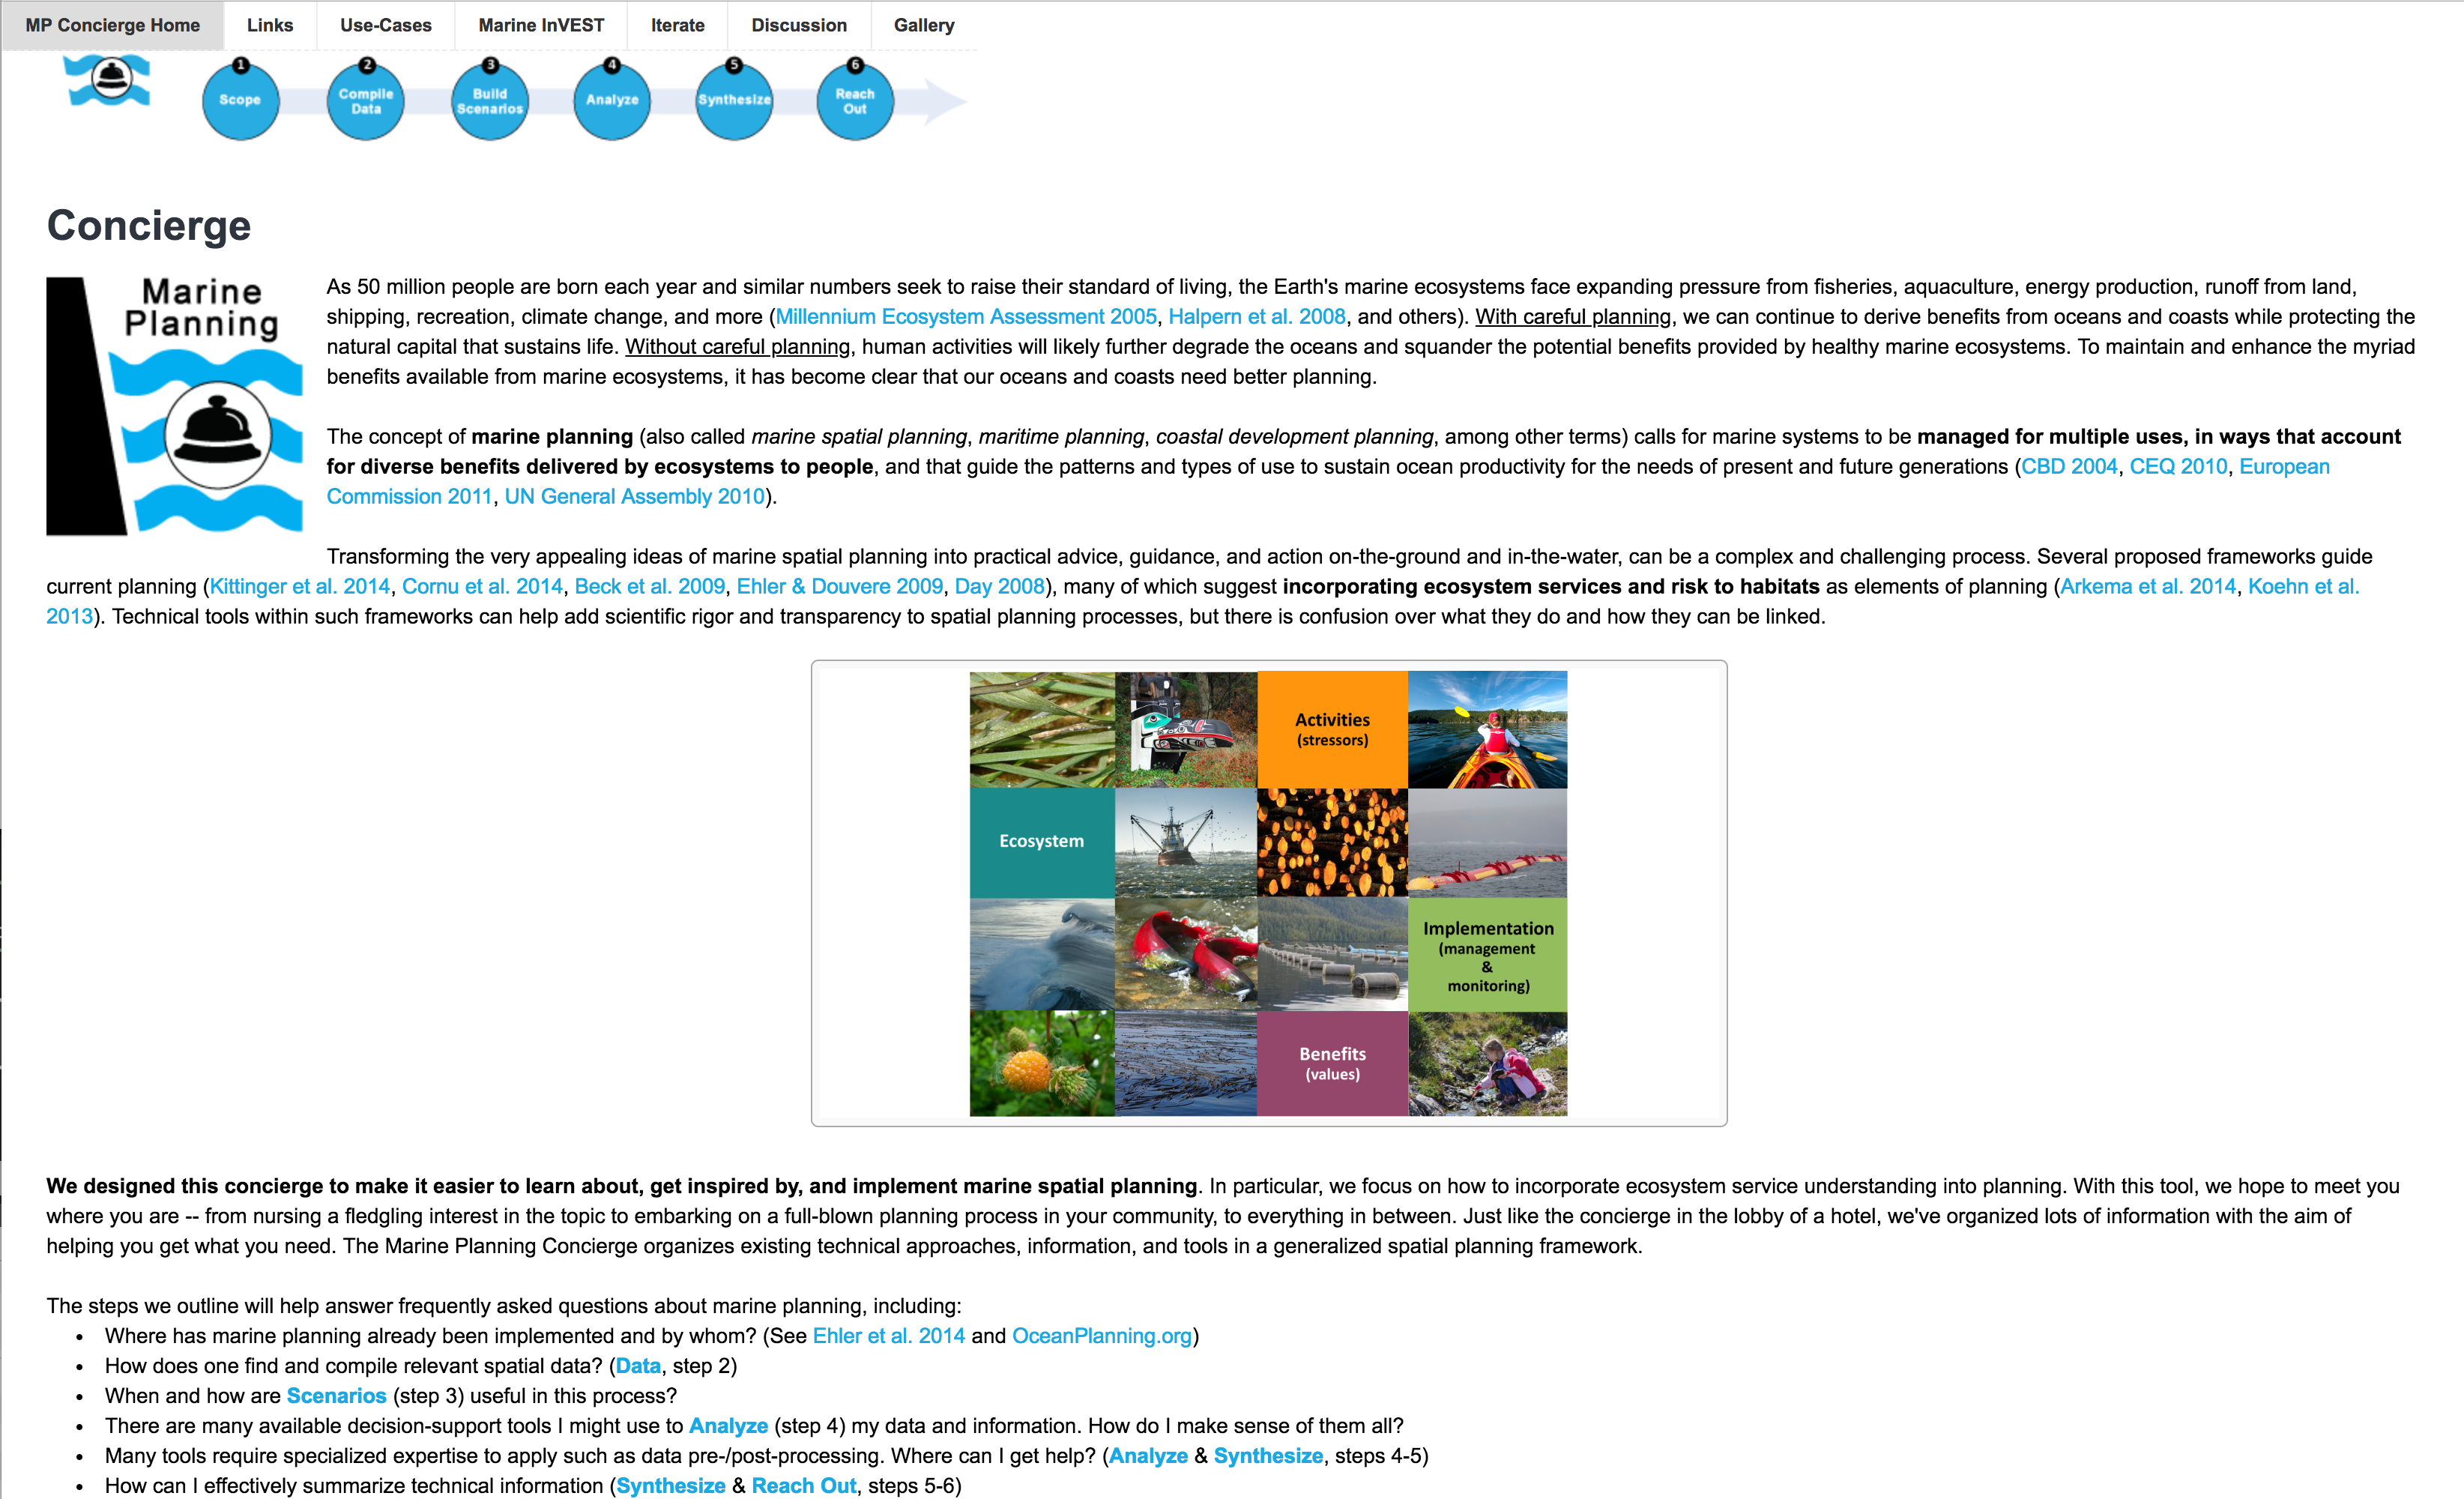 MP Concierge Home Links Use-Cases Marine InVEST Iterate Discussion Gallery
1 2 3 4 5 6
Scope Compile Data Build Scenarios Analyze Synthesize Reach Out
Concierge
Marine
Planning
As 50 million people are born each year and similar numbers seek to raise their standard of living, the Earth's marine ecosystems face expanding pressure from fisheries, aquaculture, energy production, runoff from land,
shipping, recreation, climate change, and more (Millennium Ecosystem Assessment 2005, Halpern et al. 2008, and others). With careful planning, we can continue to derive benefits from oceans and coasts while protecting the
natural capital that sustains life. Without careful planning, human activities will likely further degrade the oceans and squander the potential benefits provided by healthy marine ecosystems. To maintain and enhance the myriad
benefits available from marine ecosystems, it has become clear that our oceans and coasts need better planning.
The concept of marine planning (also called marine spatial planning, maritime planning, coastal development planning, among other terms) calls for marine systems to be managed for multiple uses, in ways that account
for diverse benefits delivered by ecosystems to people, and that guide the patterns and types of use to sustain ocean productivity for the needs of present and future generations (CBD 2004, CEQ 2010, European
Commission 2011, UN General Assembly 2010).
Transforming the very appealing ideas of marine spatial planning into practical advice, guidance, and action on-the-ground and in-the-water, can be a complex and challenging process. Several proposed frameworks guide
current planning (Kittinger et al. 2014, Cornu et al. 2014, Beck et al. 2009, Ehler & Douvere 2009, Day 2008), many of which suggest incorporating ecosystem services and risk to habitats as elements of planning (Arkema et al. 2014, Koehn et al.
2013). Technical tools within such frameworks can help add scientific rigor and transparency to spatial planning processes, but there is confusion over what they do and how they can be linked.
Activities
(stressors)
Ecosystem
Implementation
(management
&
monitoring)
Benefits
(values)
We designed this concierge to make it easier to learn about, get inspired by, and implement marine spatial planning. In particular, we focus on how to incorporate ecosystem service understanding into planning. With this tool, we hope to meet you
where you are -- from nursing a fledgling interest in the topic to embarking on a full-blown planning process in your community, to everything in between. Just like the concierge in the lobby of a hotel, we've organized lots of information with the aim of
helping you get what you need. The Marine Planning Concierge organizes existing technical approaches, information, and tools in a generalized spatial planning framework.
The steps we outline will help answer frequently asked questions about marine planning, including:
• Where has marine planning already been implemented and by whom? (See Ehler et al. 2014 and OceanPlanning.org)
• How does one find and compile relevant spatial data? (Data, step 2)
• When and how are Scenarios (step 3) useful in this process?
• There are many available decision-support tools I might use to Analyze (step 4) my data and information. How do I make sense of them all?
• Many tools require specialized expertise to apply such as data pre-/post-processing. Where can I get help? (Analyze & Synthesize, steps 4-5)
• How can I effectively summarize technical information (Synthesize & Reach Out, steps 5-6)